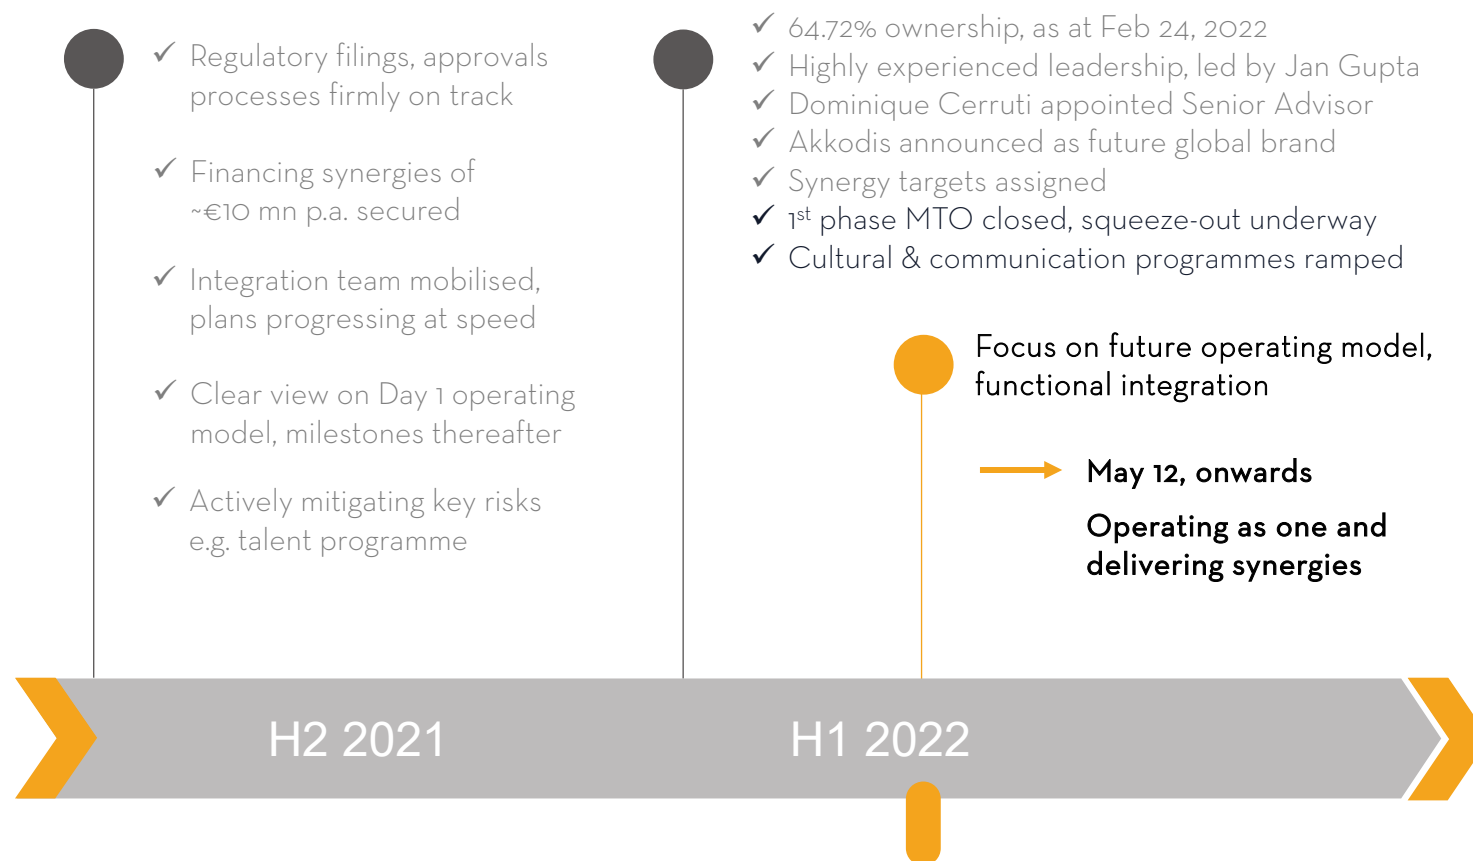 ✓ Regulatory filings, approvals
processes firmly on track
✓ Financing synergies of
~€10 mn p.a. secured
✓ Integration team mobilised,
plans progressing at speed
✓ Clear view on Day 1 operating
model, milestones thereafter
✓ Actively mitigating key risks
e.g. talent programme
✓ 64.72% ownership, as at Feb 24, 2022
✓ Highly experienced leadership, led by Jan Gupta
✓ Dominique Cerruti appointed Senior Advisor
✓ Akkodis announced as future global brand
✓ Synergy targets assigned
✓ 1st phase MTO closed, squeeze-out underway
✓ Cultural & communication programmes ramped
Focus on future operating model,
functional integration
May 12, onwards
Operating as one and
delivering synergies
H2 2021
H1 2022